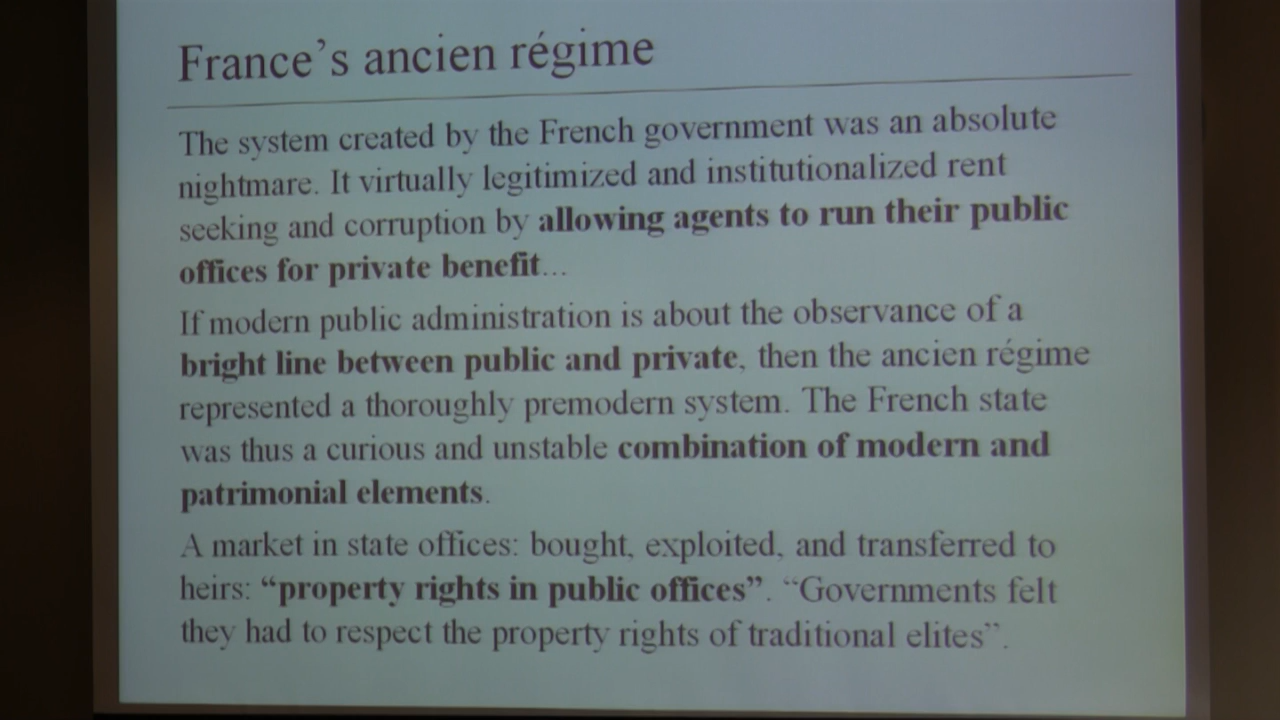 France’s ancien régime
The system created by the French government was an absolute
nightmare. It virtually legitimized and institutionalized rent
seeking and corruption by allowing agents to run their public
offices for private benefit...
If modern public administration is about the observance of a
bright line between public and private, then the ancien régime
represented a thoroughly premodern system. The French state
was thus a curious and unstable combination of modern and
patrimonial elements.
A market in state offices: bought, exploited, and transferred to
heirs: “property rights in public offices”. “Governments felt
they had to respect the property rights of traditional elites”.